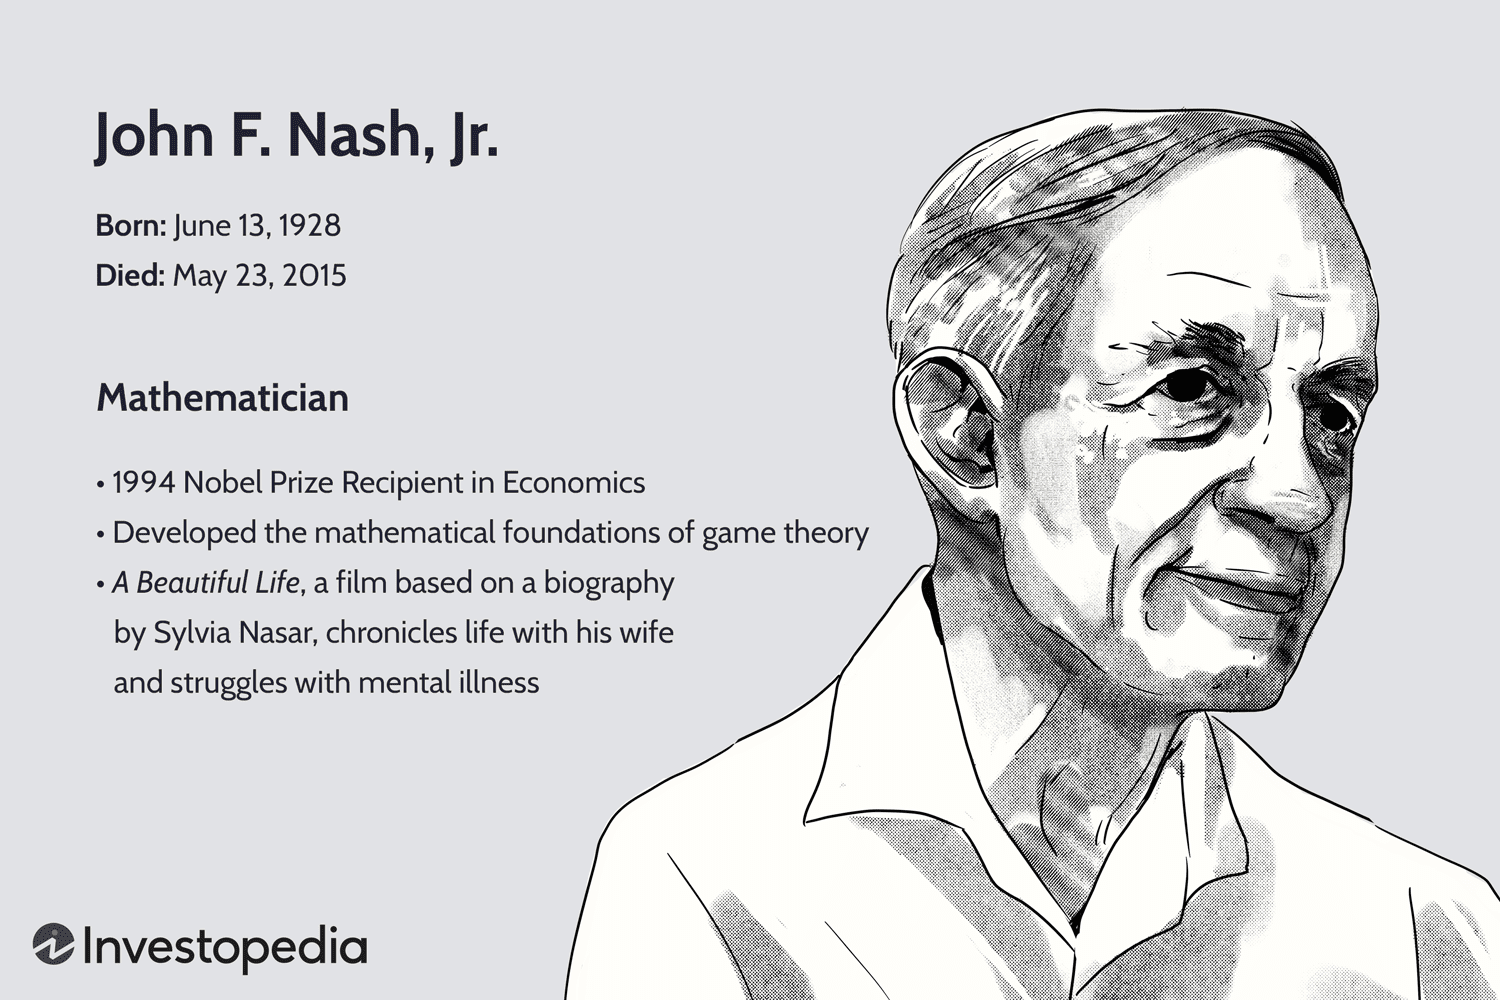 John F. Nash, Jr.
Born: June 13, 1928
Died: May 23, 2015
Mathematician
• 1994 Nobel Prize Recipient in Economics
• Developed the mathematical foundations of game theory
• A Beautiful Life, a film based on a biography
by Sylvia Nasar, chronicles life with his wife
and struggles with mental illness
Investopedia